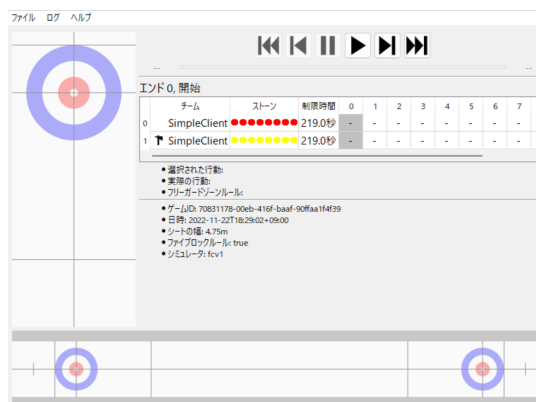 ファイル ログ ヘルプ
-- --
エンド 0, 開始
チーム ストーン 制限時間 0 1 2 3 4 5 6 7
0 SimpleClient 219.0秒 - - - - - - - -
1 SimpleClient 219.0秒 - - - - - - - -
選択された行動:
実際の行動:
フリーガードゾーンルール:
ゲームID: 70831178-00eb-416f-baaf-90ffaa1f4f39
日時: 2022-11-22T18:29:02+09:00
シートの幅: 4.75m
ファイブロックルール: true
シミュレータ: fcv1